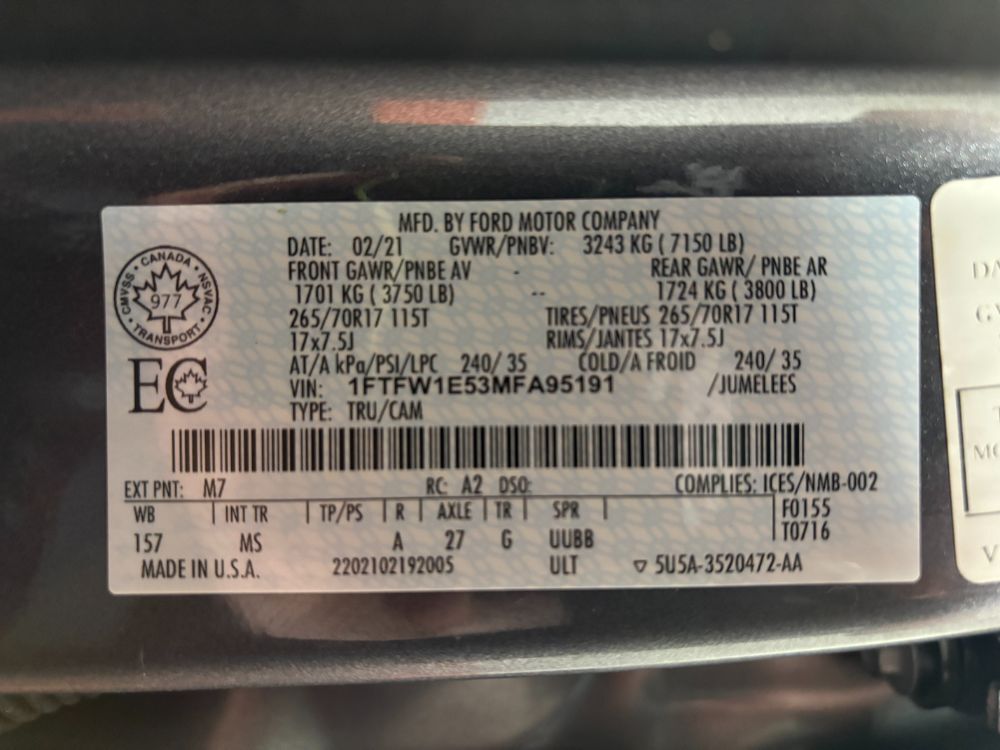 MFD. BY FORD MOTOR COMPANY
DATE: 02/21 GVWR/PNBV: 3243 KG ( 7150 LB)
FRONT GAWR/PNBE AV - REAR GAWR/ PNBE AR
1701 KG ( 3750 LB) -- 1724 KG ( 3800 LB)
265/70R17 115T TIRES/PNEUS 265/70R17 115T
17x7.5J RIMS/JANTES 17x7.5J
AT/A kPa/PSI/LPC 240/ 35 COLD/A FROID 240/ 35
VIN: 1FTFW1E53MFA95191 /JUMELEES
TYPE: TRU/CAM
CANADA
CMVSS 977 NSVAC
TRANSPORT
EC
EXT PNT: M7 RC: A2 DSO: COMPLIES: ICES/NMB-002
WB | INT TR | TP/PS | R | AXLE | TR | SPR | F0155
157 MS A 27 G UUBB T0716
MADE IN U.S.A. 2202102192005 ULT ▽ 5U5A-3520472-AA